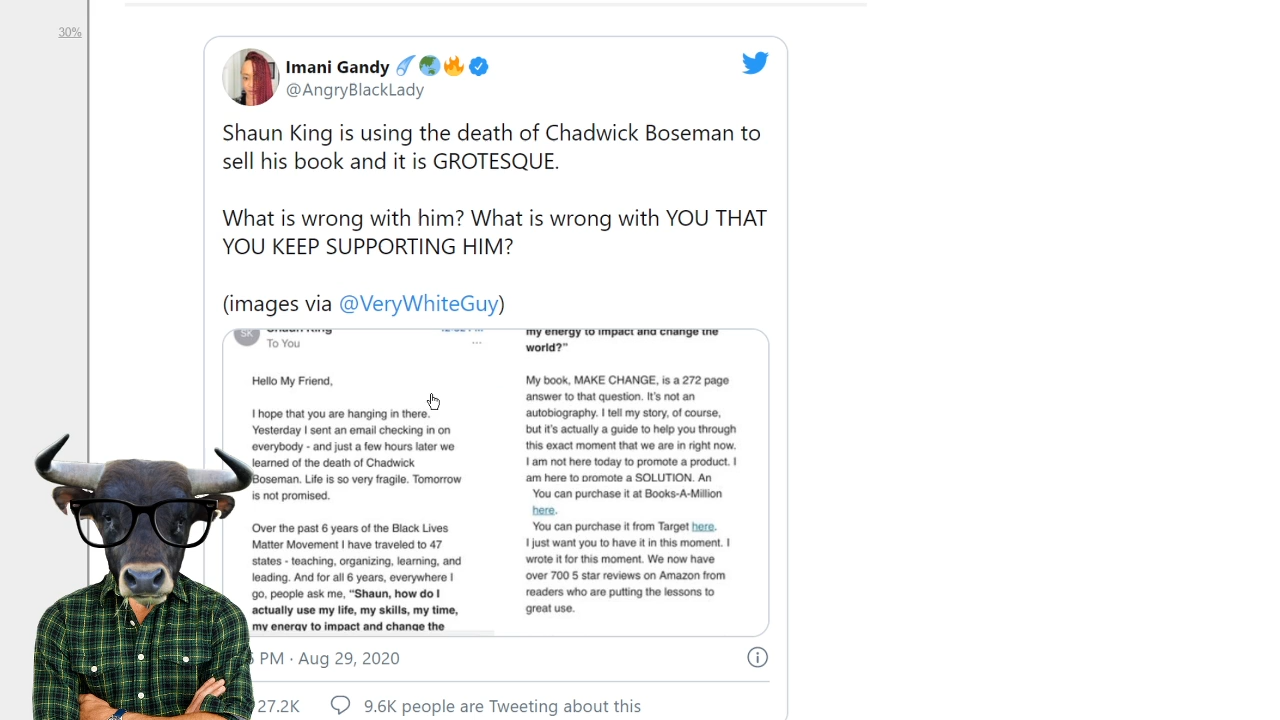 30%
Imani Gandy
@AngryBlackLady
Shaun King is using the death of Chadwick Boseman to
sell his book and it is GROTESQUE.
What is wrong with him? What is wrong with YOU THAT
YOU KEEP SUPPORTING HIM?
(images via @VeryWhiteGuy)
SK Shaun King
To You
...
Hello My Friend,
I hope that you are hanging in there.
Yesterday I sent an email checking in on
everybody - and just a few hours later we
learned of the death of Chadwick
Boseman. Life is so very fragile. Tomorrow
is not promised.
Over the past 6 years of the Black Lives
Matter Movement I have traveled to 47
states - teaching, organizing, learning, and
leading. And for all 6 years, everywhere I
go, people ask me, "Shaun, how do I
actually use my life, my skills, my time,
my energy to impact and change the
my energy to impact and change the
world?"
My book, MAKE CHANGE, is a 272 page
answer to that question. It's not an
autobiography. I tell my story, of course,
but it's actually a guide to help you through
this exact moment that we are in right now.
I am not here today to promote a product. I
am here to promote a SOLUTION. An
You can purchase it at Books-A-Million
here.
You can purchase it from Target here.
I just want you to have it in this moment. I
wrote it for this moment. We now have
over 700 5 star reviews on Amazon from
readers who are putting the lessons to
great use.
PM · Aug 29, 2020
27.2K
9.6K people are Tweeting about this